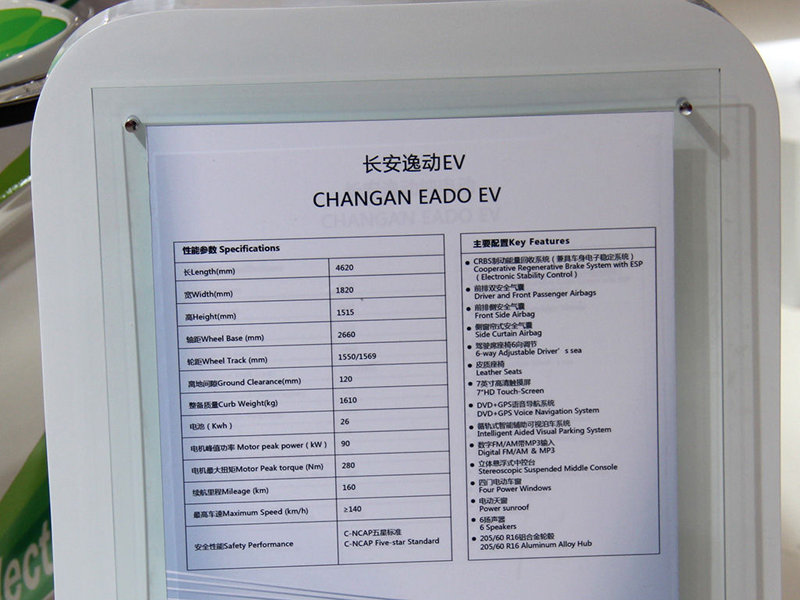 长安逸动EV
CHANGAN EADO EV
性能参数 Specifications
长Length(mm) 4620
宽Width(mm) 1820
高Height(mm) 1515
轴距Wheel Base (mm) 2660
轮距Wheel Track (mm) 1550/1569
离地间隙Ground Clearance(mm) 120
整备质量Curb Weight(kg) 1610
电池 ( Kwh ) 26
电机峰值功率 Motor peak power ( kW ) 90
电机最大扭矩Motor Peak torque (Nm) 280
续航里程Mileage (km) 160
最高车速Maximum Speed (km/h) ≥140
安全性能Safety Performance
C-NCAP五星标准
C-NCAP Five-star Standard
主要配置Key Features
CRBS制动能量回收系统 ( 兼具车身电子稳定系统 )
Cooperative Regenerative Brake System with ESP
( Electronic Stability Control )
前排双安全气囊
Driver and Front Passenger Airbags
前排侧安全气囊
Front Side Airbag
侧窗帘式安全气囊
Side Curtain Airbag
驾驶席座椅6向调节
6-way Adjustable Driver's sea
皮质座椅
Leather Seats
7英寸高清触摸屏
7"HD Touch-Screen
DVD+GPS语音导航系统
DVD+GPS Voice Navigation System
循轨式智能辅助可视泊车系统
Intelligent Aided Visual Parking System
数字FM/AM带MP3输入
Digital FM/AM & MP3
立体悬浮式中控台
Stereoscopic Suspended Middle Console
四门电动车窗
Four Power Windows
电动天窗
Power sunroof
6扬声器
6 Speakers
205/60 R16铝合金轮毂
205/60 R16 Aluminum Alloy Hub
lect